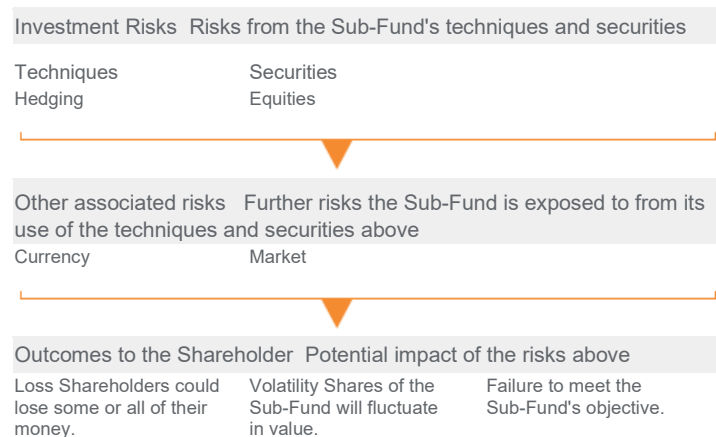 Investment Risks Risks from the Sub-Fund's techniques and securities
Techniques Securities
Hedging Equities
Other associated risks Further risks the Sub-Fund is exposed to from its
use of the techniques and securities above
Currency Market
Outcomes to the Shareholder Potential impact of the risks above
Loss Shareholders could
lose some or all of their
money.
Volatility Shares of the
Sub-Fund will fluctuate
in value.
Failure to meet the
Sub-Fund's objective.